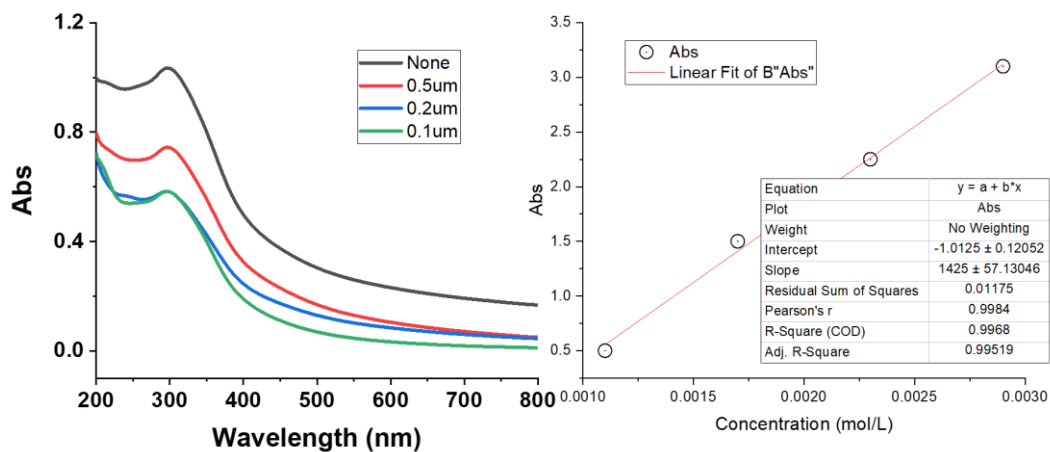 1.2
0.8
0.4
0.0
Abs
200 300 400 500 600 700 800
Wavelength (nm)
None
0.5um
0.2um
0.1um
3.5
3.0
2.5
2.0
1.5
1.0
0.5
Abs
0.0010 0.0015 0.0020 0.0025 0.0030
Concentration (mol/L)
Abs
Linear Fit of B"Abs"
Equation y = a + b*x
Plot Abs
Weight No Weighting
Intercept -1.0125 ± 0.12052
Slope 1425 ± 57.13046
Residual Sum of Squares 0.01175
Pearson's r 0.9984
R-Square (COD) 0.9968
Adj. R-Square 0.99519